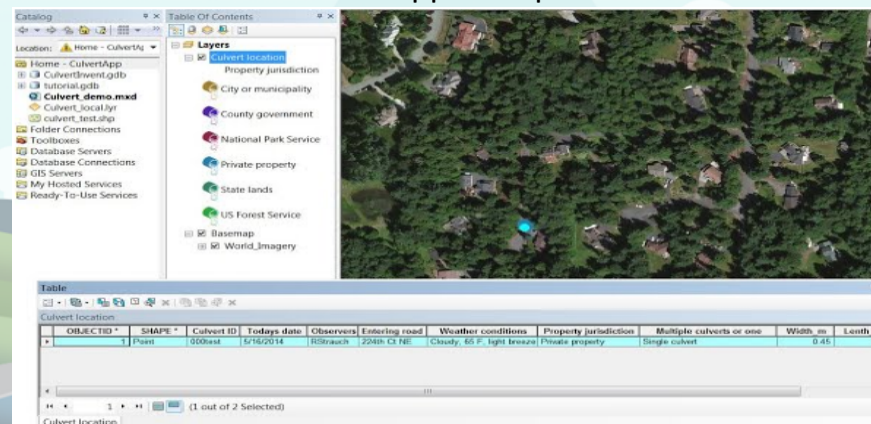 Catalog
Location: Home - CulvertA
Home - CulvertApp
CulvertInvent.gdb
tutorial.gdb
Culvert_demo.mxd
Culvert_local.lyr
culvert_test.shp
Folder Connections
Toolboxes
Database Servers
Database Connections
GIS Servers
My Hosted Services
Ready-To-Use Services
Table Of Contents
Layers
Culvert location
Property jurisdiction
City or municipality
County government
National Park Service
Private property
State lands
US Forest Service
Basemap
World_Imagery
Table
Culvert location
OBJECTID * SHAPE * Culvert ID Todays date Observers Entering road Weather conditions Property jurisdiction Multiple culverts or one Width_m Lenth
1 Point 000test 5/16/2014 RStrauch 224th Ct NE Cloudy, 65 F, light breeze Private property Single culvert 0.45
1 (1 out of 2 Selected)
Culvert location